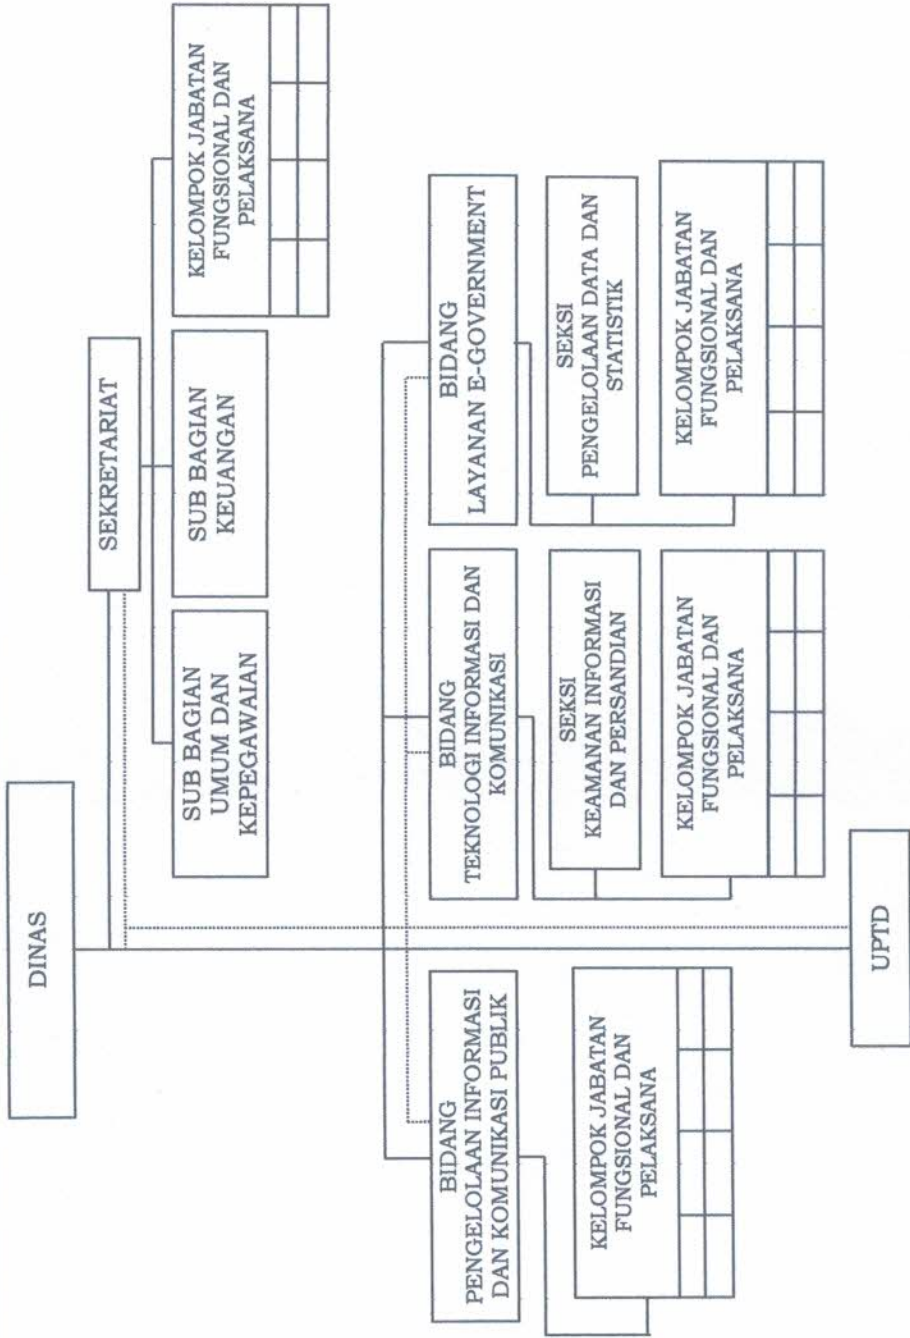 DINAS
SEKRETARIAT
SUB BAGIAN
UMUM DAN
KEPEGAWAIAN
SUB BAGIAN
KEUANGAN
KELOMPOK JABATAN
FUNGSIONAL DAN
PELAKSANA
BIDANG
PENGELOLAAN INFORMASI
DAN KOMUNIKASI PUBLIK
KELOMPOK JABATAN
FUNGSIONAL DAN
PELAKSANA
BIDANG
TEKNOLOGI INFORMASI DAN
KOMUNIKASI
SEKSI
KEAMANAN INFORMASI
DAN PERSANDIAN
KELOMPOK JABATAN
FUNGSIONAL DAN
PELAKSANA
BIDANG
LAYANAN E-GOVERNMENT
SEKSI
PENGELOLAAN DATA DAN
STATISTIK
KELOMPOK JABATAN
FUNGSIONAL DAN
PELAKSANA
UPTD